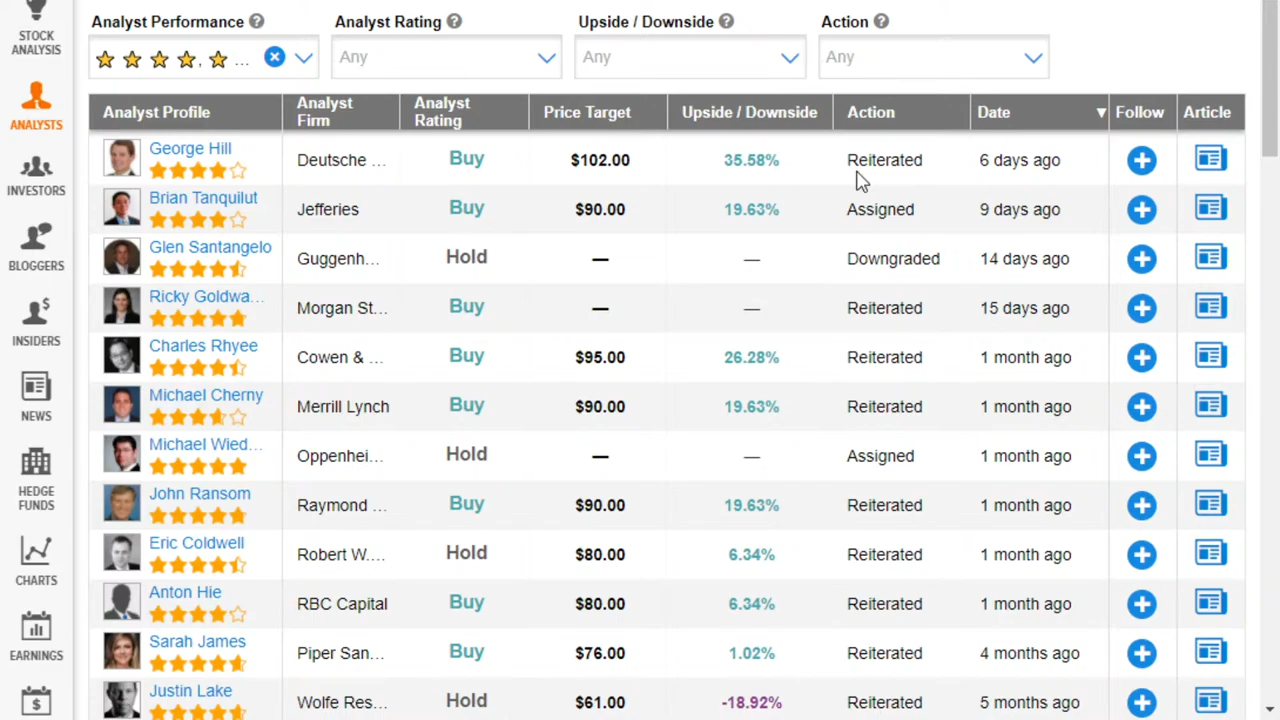 STOCK
ANALYSIS
ANALYSTS
INVESTORS
BLOGGERS
INSIDERS
NEWS
HEDGE
FUNDS
CHARTS
EARNINGS
Analyst Performance ? Analyst Rating ? Upside / Downside ? Action ?
, ... Any Any Any
Analyst Profile Analyst Firm Analyst Rating Price Target Upside / Downside Action Date ▼ Follow Article
George Hill Deutsche ... Buy $102.00 35.58% Reiterated 6 days ago
Brian Tanquilut Jefferies Buy $90.00 19.63% Assigned 9 days ago
Glen Santangelo Guggenh... Hold — — Downgraded 14 days ago
Ricky Goldwa... Morgan St... Buy — — Reiterated 15 days ago
Charles Rhyee Cowen & ... Buy $95.00 26.28% Reiterated 1 month ago
Michael Cherny Merrill Lynch Buy $90.00 19.63% Reiterated 1 month ago
Michael Wied... Oppenhei... Hold — — Assigned 1 month ago
John Ransom Raymond ... Buy $90.00 19.63% Reiterated 1 month ago
Eric Coldwell Robert W.... Hold $80.00 6.34% Reiterated 1 month ago
Anton Hie RBC Capital Buy $80.00 6.34% Reiterated 1 month ago
Sarah James Piper San... Buy $76.00 1.02% Reiterated 4 months ago
Justin Lake Wolfe Res... Hold $61.00 -18.92% Reiterated 5 months ago